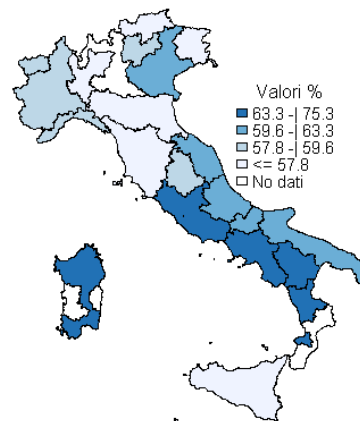 Valori %
63.3 -| 75.3
59.6 -| 63.3
57.8 -| 59.6
<= 57.8
No dati